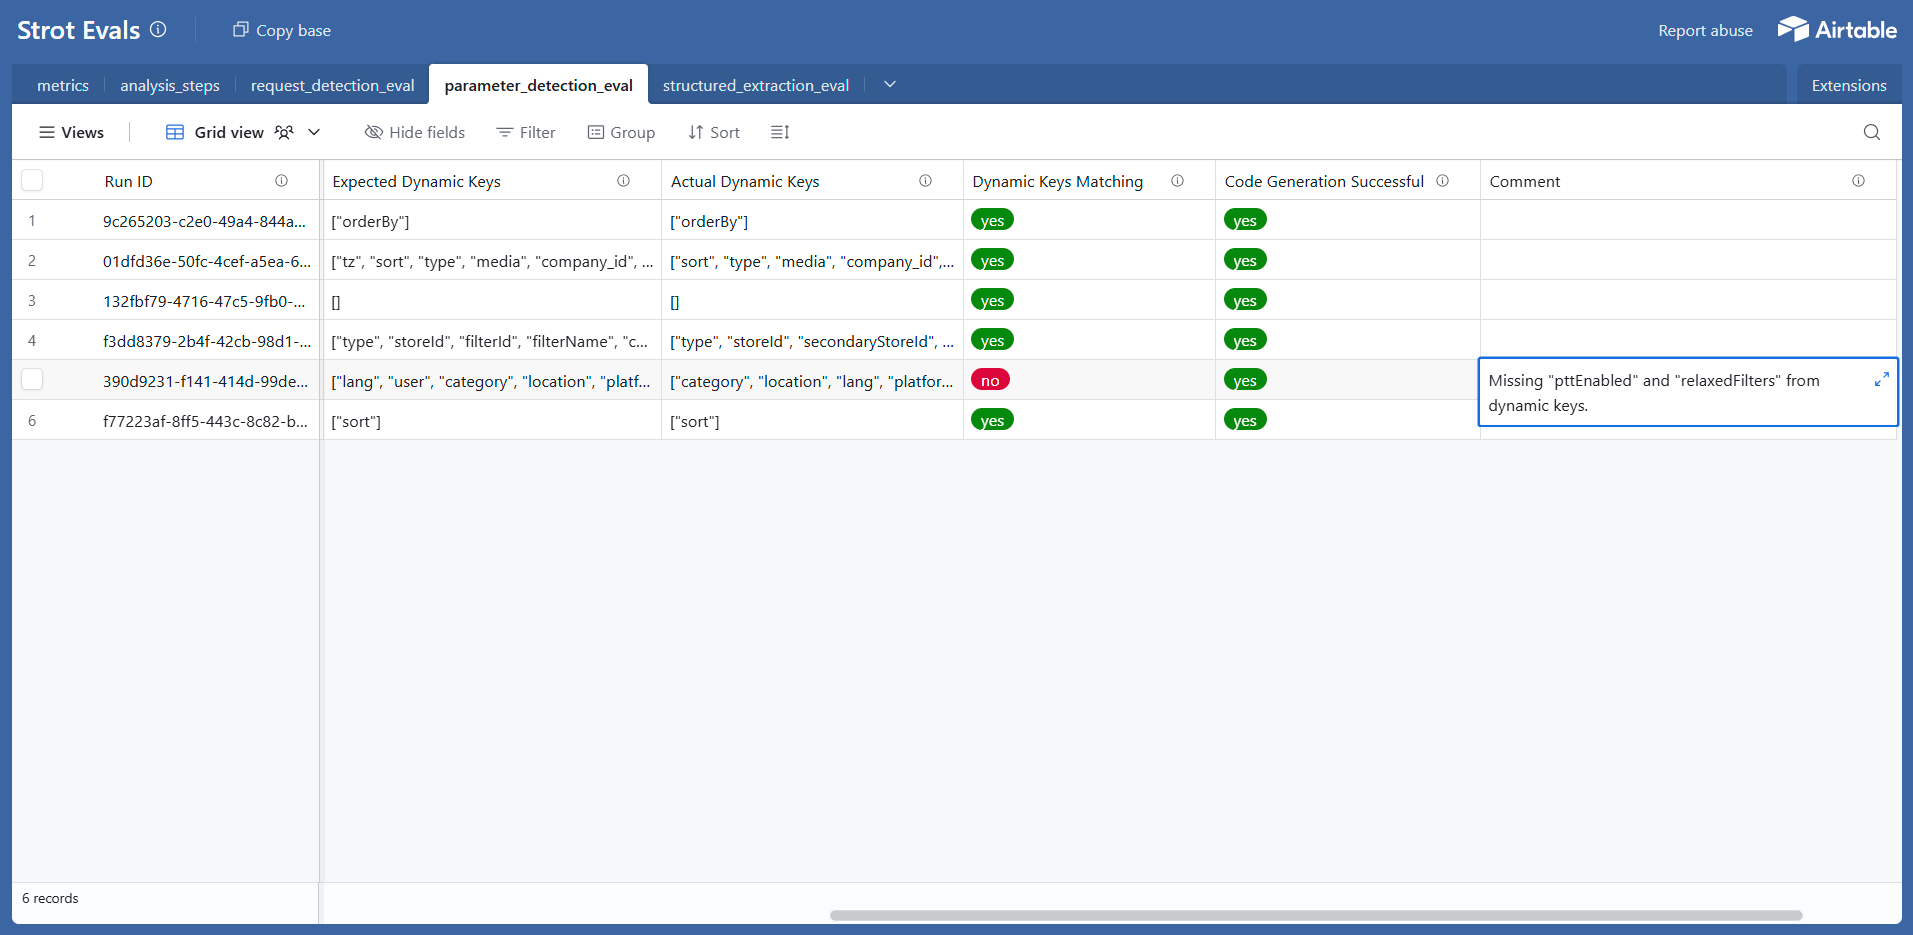 Strot Evals
Copy base
Report abuse
Airtable
metrics
analysis_steps
request_detection_eval
parameter_detection_eval
structured_extraction_eval
Extensions
Views
Grid view
Hide fields
Filter
Group
Sort
Run ID
Expected Dynamic Keys
Actual Dynamic Keys
Dynamic Keys Matching
Code Generation Successful
Comment
1 9c265203-c2e0-49a4-844a... ["orderBy"] ["orderBy"] yes yes
2 01dfd36e-50fc-4cef-a5ea-6... ["tz", "sort", "type", "media", "company_id", ... ["sort", "type", "media", "company_id",... yes yes
3 132fbf79-4716-47c5-9fb0-... [] [] yes yes
4 f3dd8379-2b4f-42cb-98d1-... ["type", "storeId", "filterId", "filterName", "c... ["type", "storeId", "secondaryStoreId", ... yes yes
390d9231-f141-414d-99de... ["lang", "user", "category", "location", "platf... ["category", "location", "lang", "platfor... no yes
Missing "pttEnabled" and "relaxedFilters" from
dynamic keys.
6 f77223af-8ff5-443c-8c82-b... ["sort"] ["sort"] yes yes
6 records